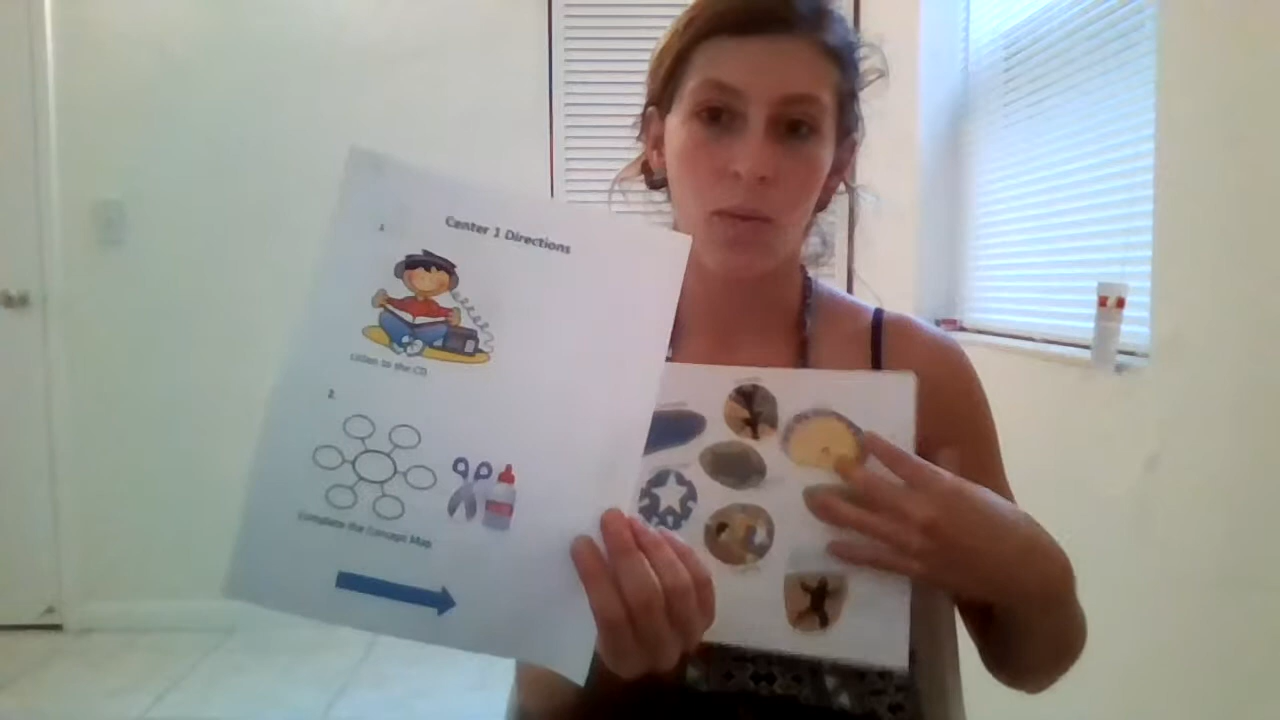 Center 1 Directions
1.
Listen to the CD
2.
Complete the Concept Map